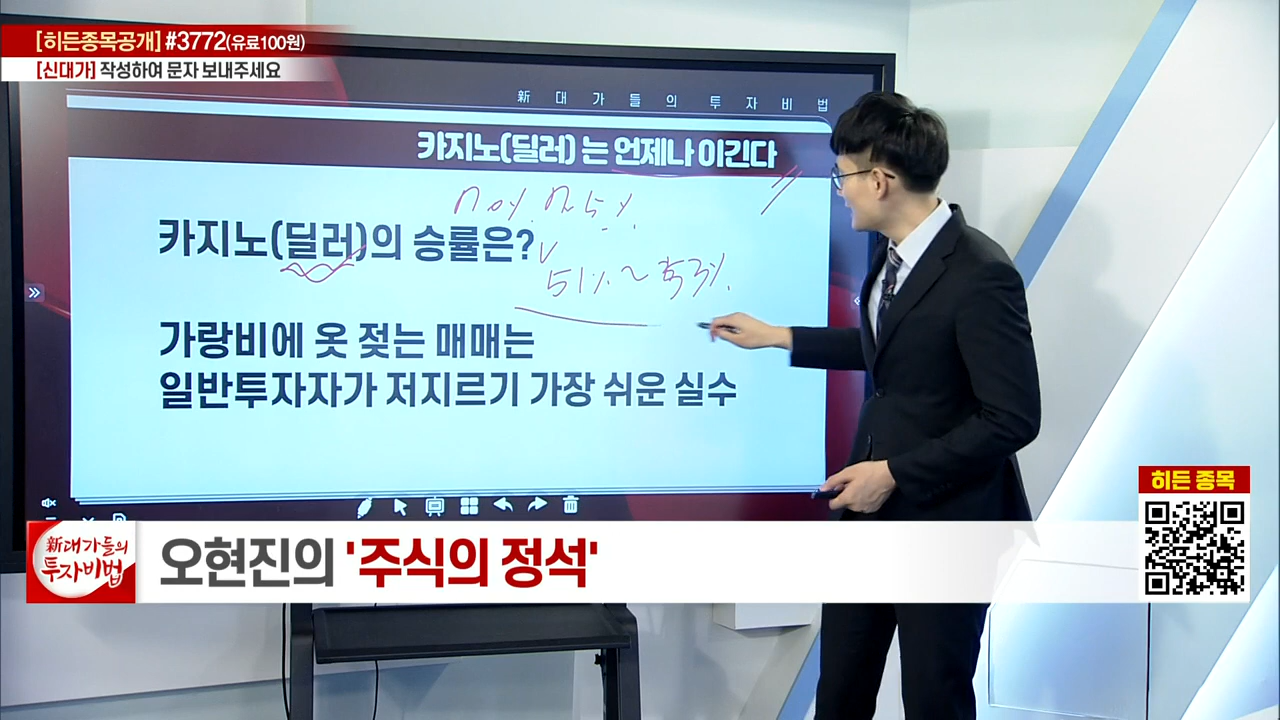 [히든종목공개] #3772(유료100원)
[신대가] 작성하여 문자 보내주세요
新 대가들의 투자비법
카지노(딜러) 는 언제나 이긴다
카지노(딜러)의 승률은?
51% ~
가랑비에 옷 젖는 매매는
일반투자자가 저지르기 가장 쉬운 실수
히든 종목
新대가들의
투자비법
오현진의 '주식의 정석'